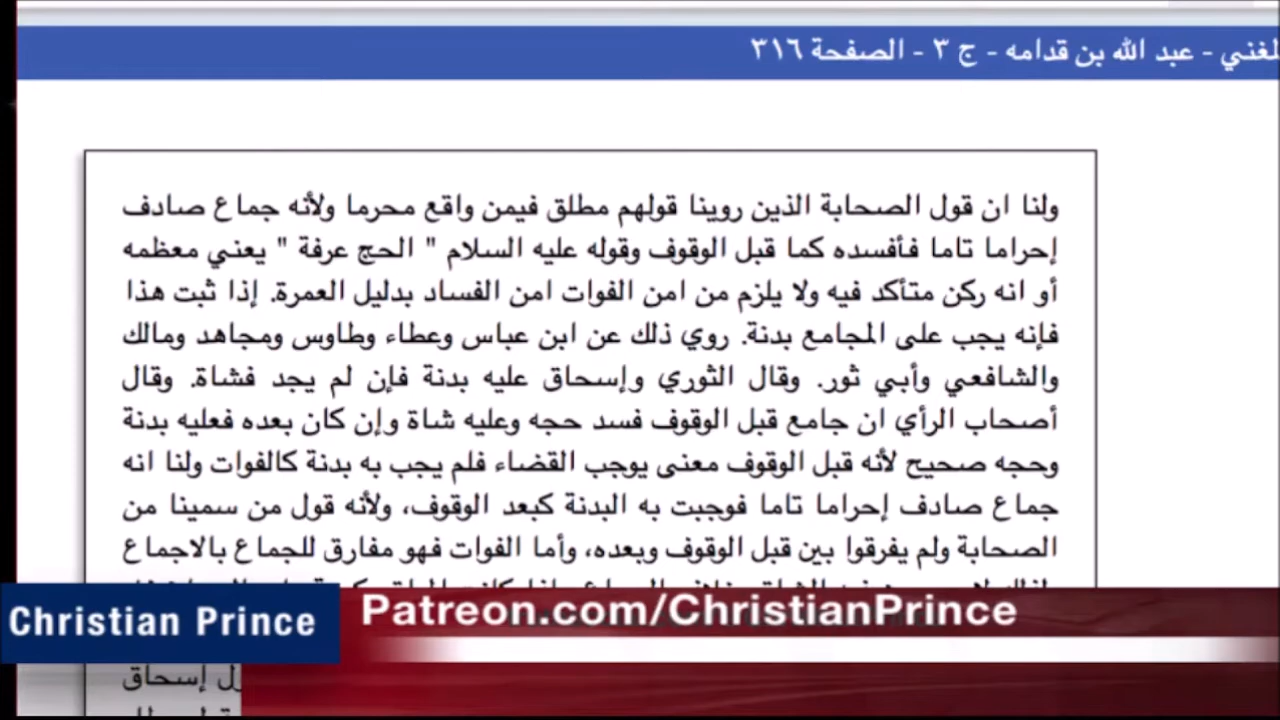 لغني - عبد الله بن قدامه - ج ٣ - الصفحة ٣١٦
ولنا ان قول الصحابة الذين روينا قولهم مطلق فيمن واقع محرما ولأنه جماع صادف
إحراما تاما فأفسده كما قبل الوقوف وقوله عليه السلام " الحج عرفة " يعني معظمه
أو انه ركن متأكد فيه ولا يلزم من امن الفوات امن الفساد بدليل العمرة. إذا ثبت هذا
فإنه يجب على المجامع بدنة. روي ذلك عن ابن عباس وعطاء وطاوس ومجاهد ومالك
والشافعي وأبي ثور. وقال الثوري وإسحاق عليه بدنة فإن لم يجد فشاة. وقال
أصحاب الرأي ان جامع قبل الوقوف فسد حجه وعليه شاة وإن كان بعده فعليه بدنة
وحجه صحيح لأنه قبل الوقوف معنى يوجب القضاء فلم يجب به بدنة كالفوات ولنا انه
جماع صادف إحراما تاما فوجبت به البدنة كبعد الوقوف، ولأنه قول من سمينا من
الصحابة ولم يفرقوا بين قبل الوقوف وبعده، وأما الفوات فهو مفارق للجماع بالاجماع
Patreon.com/ChristianPrince
Christian Prince
إسحاق